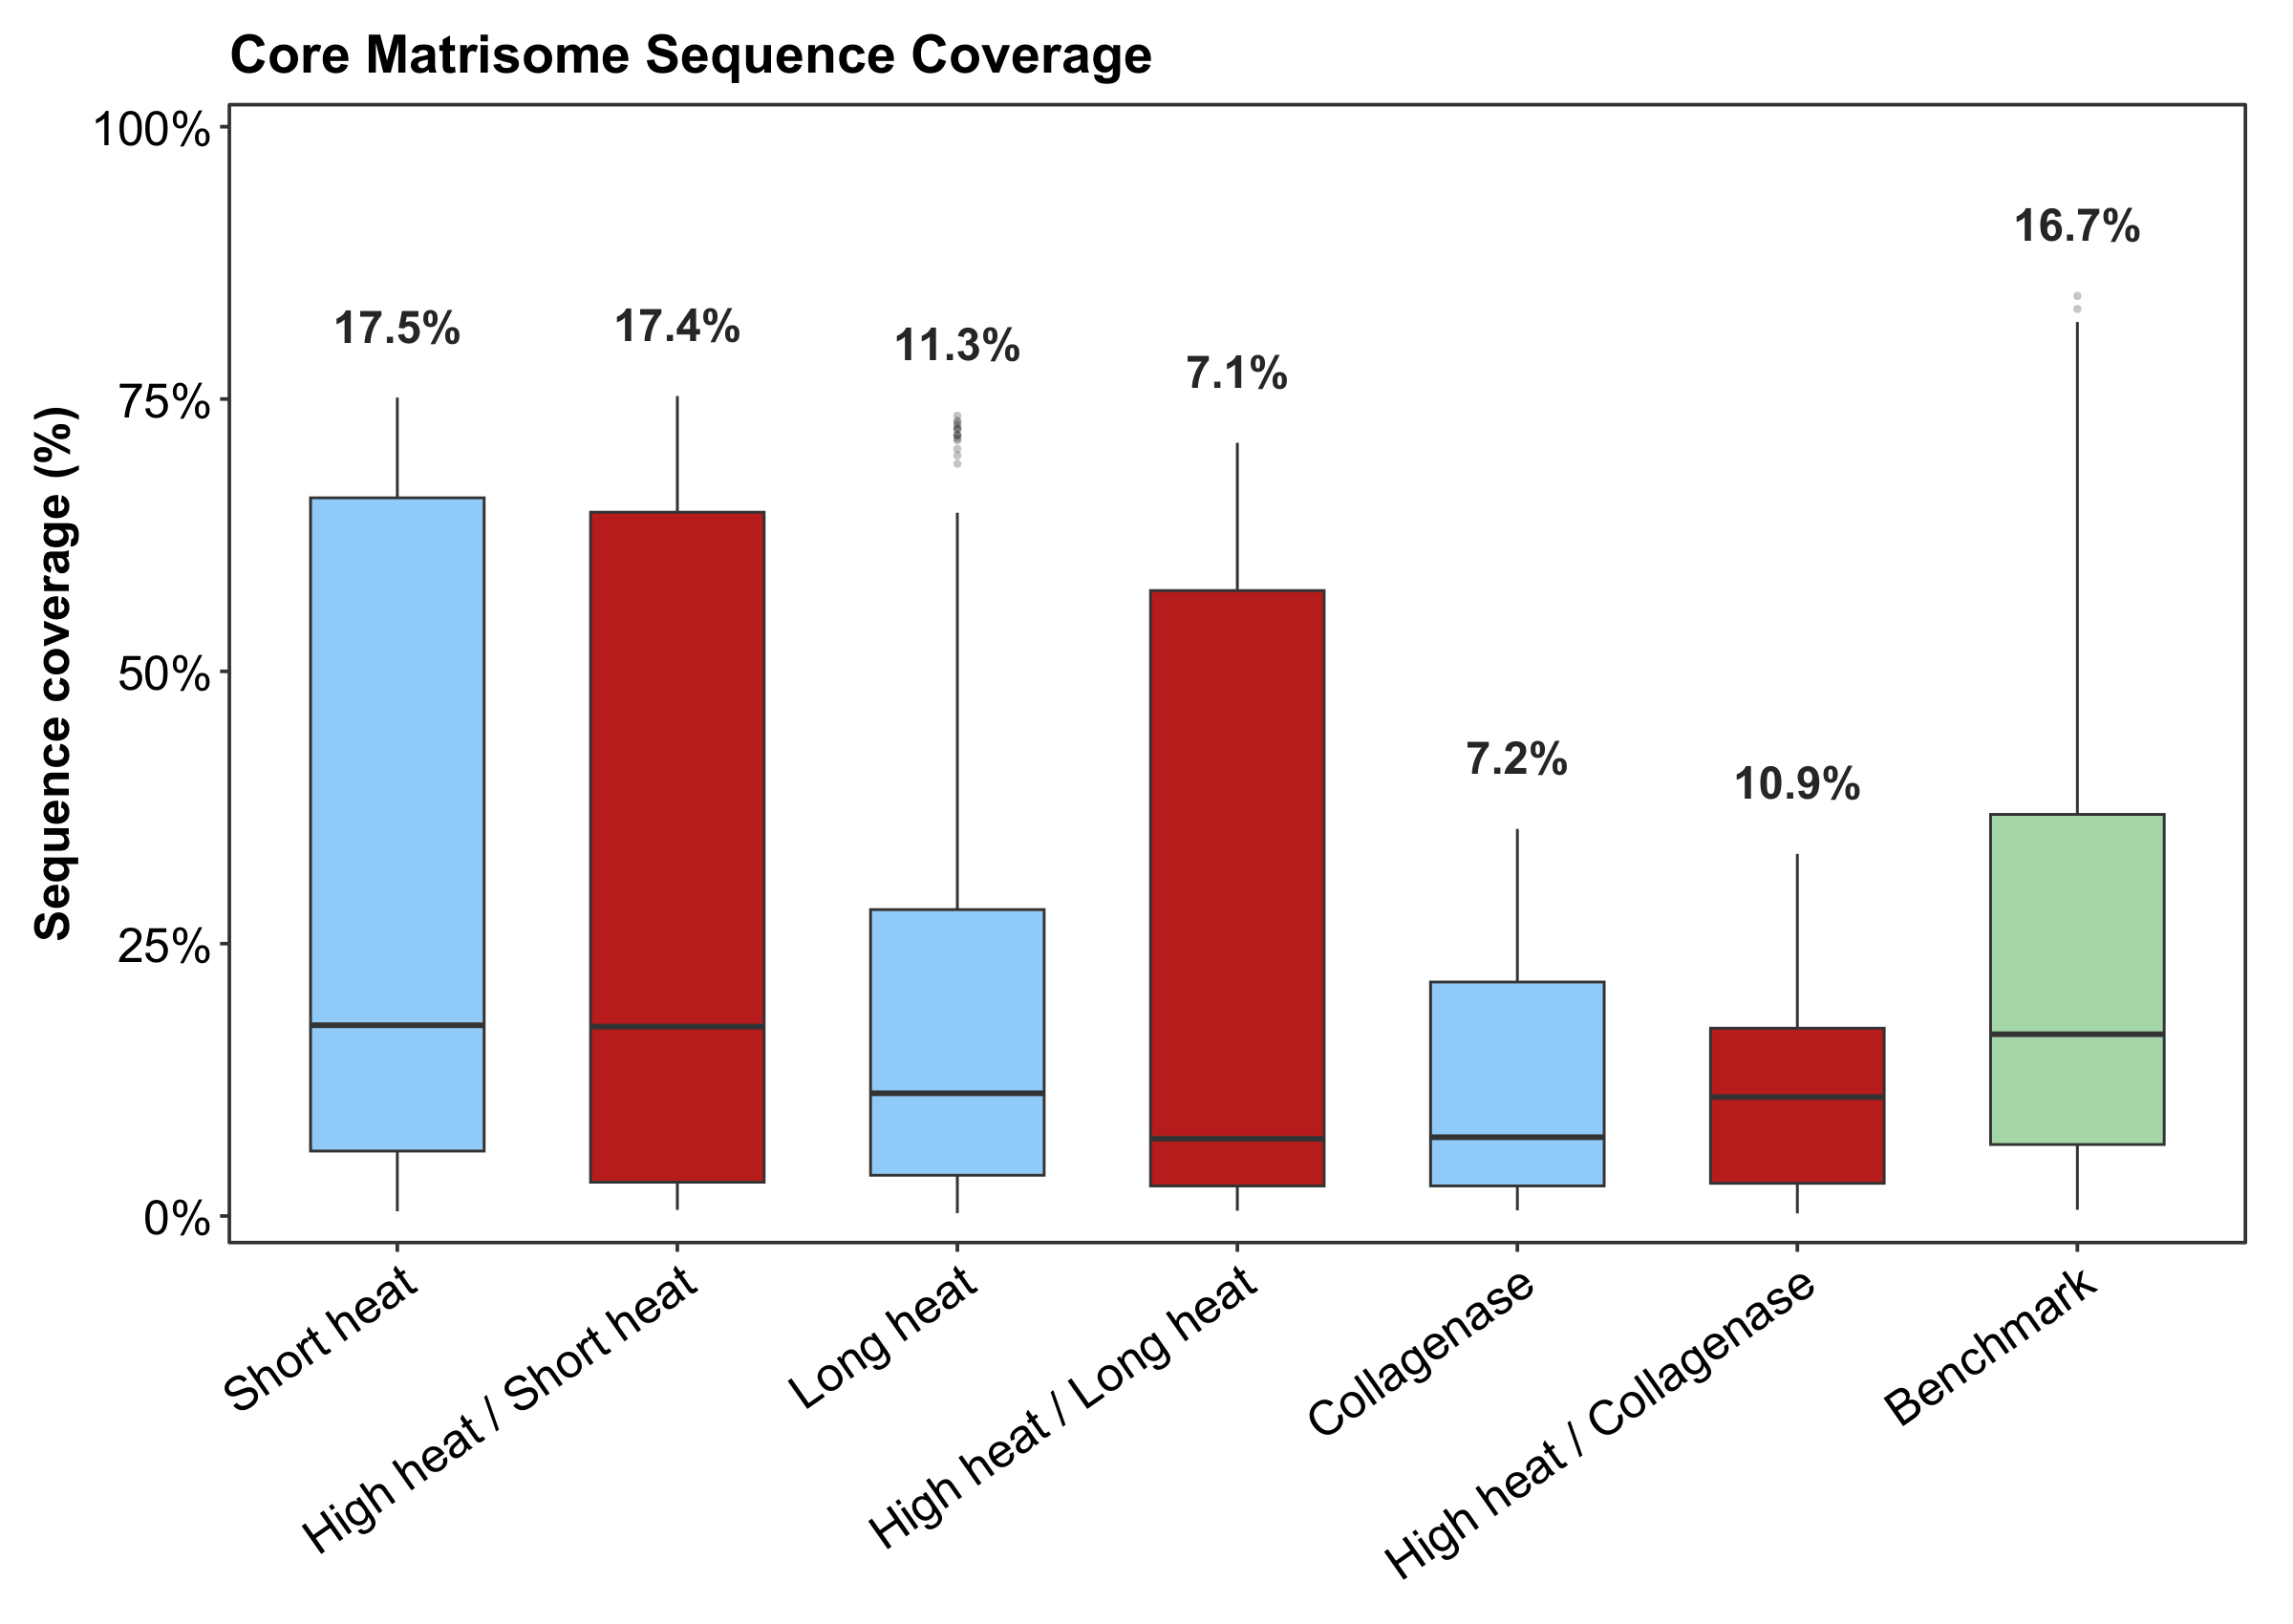 Core Matrisome Sequence Coverage
Sequence coverage (%)
100%
75%
50%
25%
0%
17.5%
17.4%
11.3%
7.1%
7.2%
10.9%
16.7%
Short heat
High heat / Short heat
Long heat
High heat / Long heat
Collagenase
High heat / Collagenase
Benchmark